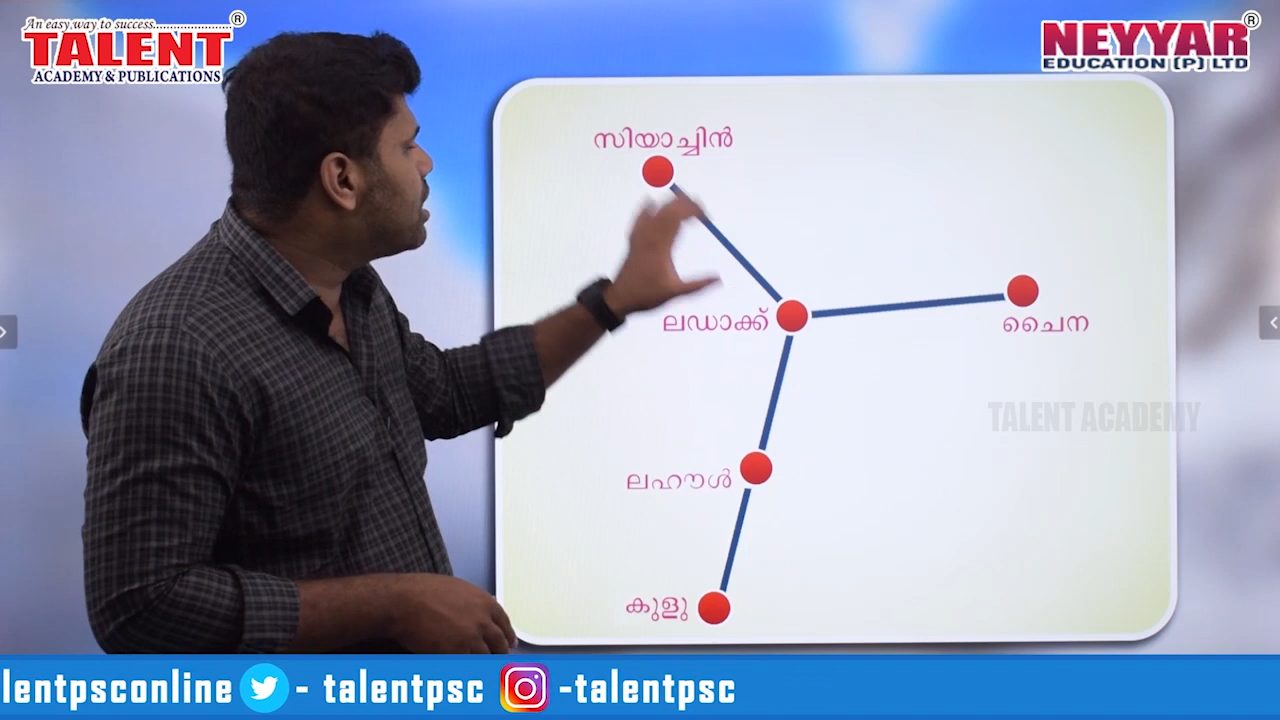 An easy way to success......................
TALENT
ACADEMY & PUBLICATIONS
®
NEYYAR
EDUCATION (P) LTD
®
സിയാച്ചിൻ
ലഡാക്ക്
ചൈന
TALENT ACADEMY
ലഹൗൾ
കുളു
lentpsconline - talentpsc -talentpsc